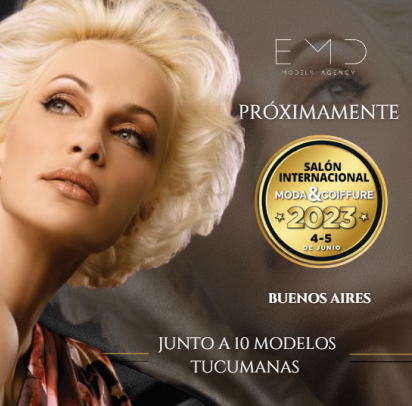 EMD
MODELS AGENCY
PRÓXIMAMENTE
SALÓN
INTERNACIONAL
MODA&COIFFURE
2023
4-5
DE JUNIO
BUENOS AIRES
JUNTO A 10 MODELOS
TUCUMANAS